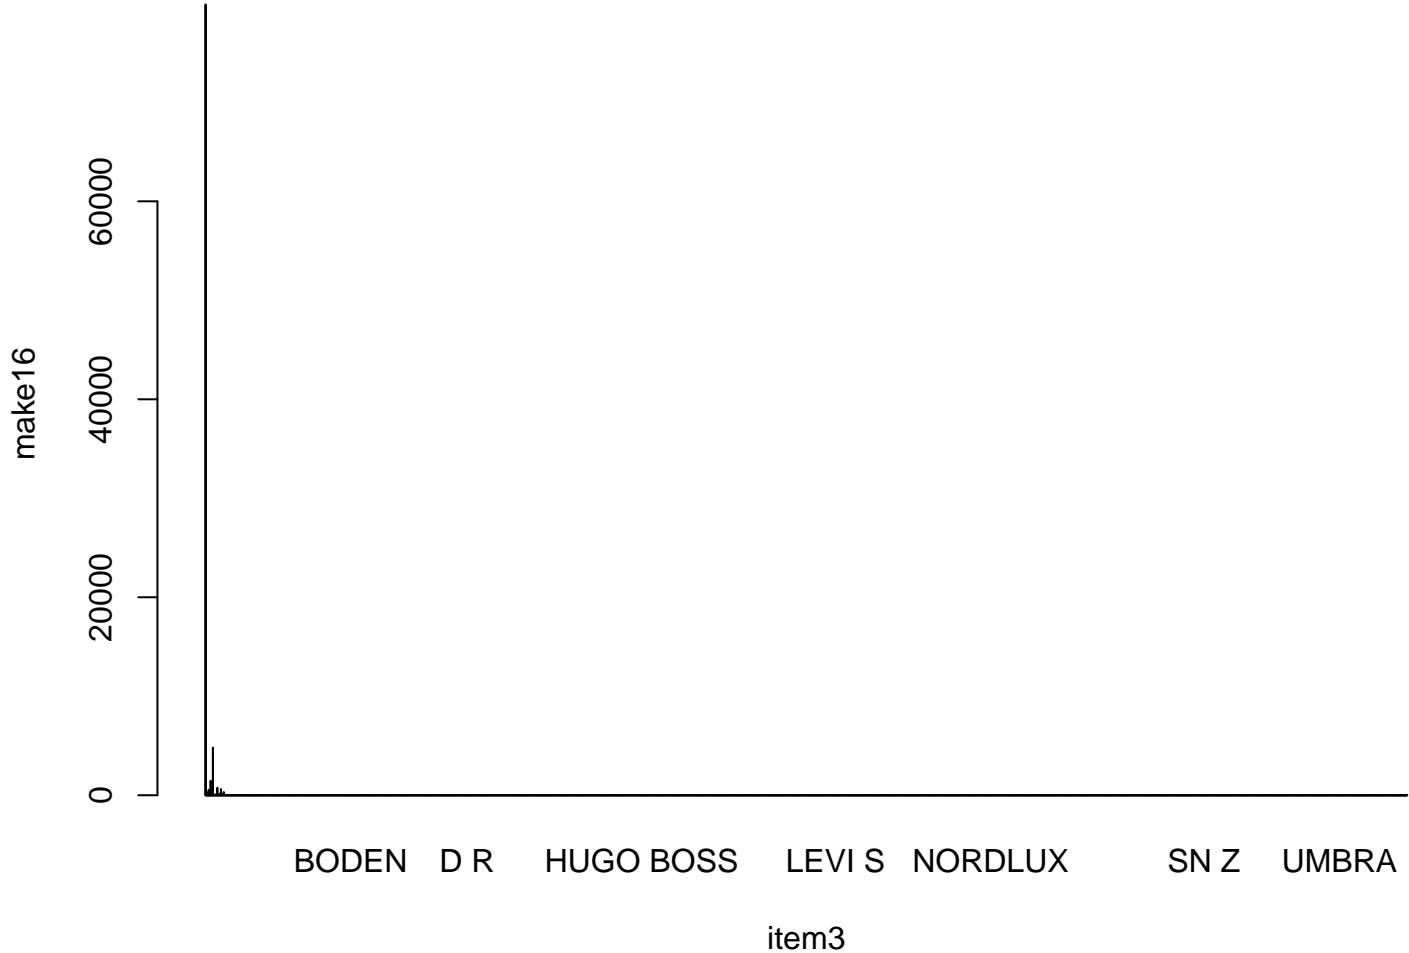 make16
60000
40000
20000
0
BODEN D R HUGO BOSS LEVI S NORDLUX SN Z UMBRA
item3